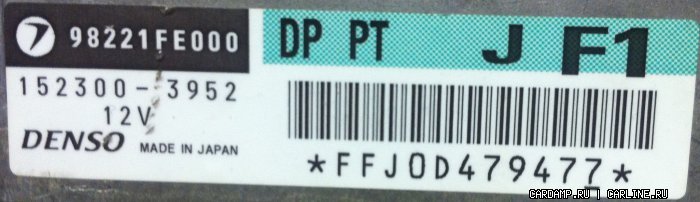 98221FE000
152300-3952
12V
DENSO MADE IN JAPAN
DP PT J F1
*FFJ0D479477*
CARDAMP.RU | CARLINE.RU